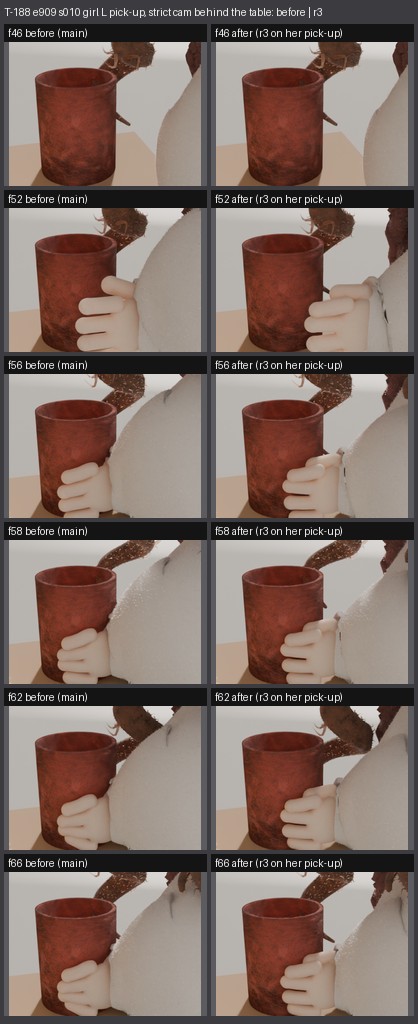 T-188 e909 s010 girl L pick-up, strict cam behind the table: before | r3
f46 before (main)
f46 after (r3 on her pick-up)
f52 before (main)
f52 after (r3 on her pick-up)
f56 before (main)
f56 after (r3 on her pick-up)
f58 before (main)
f58 after (r3 on her pick-up)
f62 before (main)
f62 after (r3 on her pick-up)
f66 before (main)
f66 after (r3 on her pick-up)